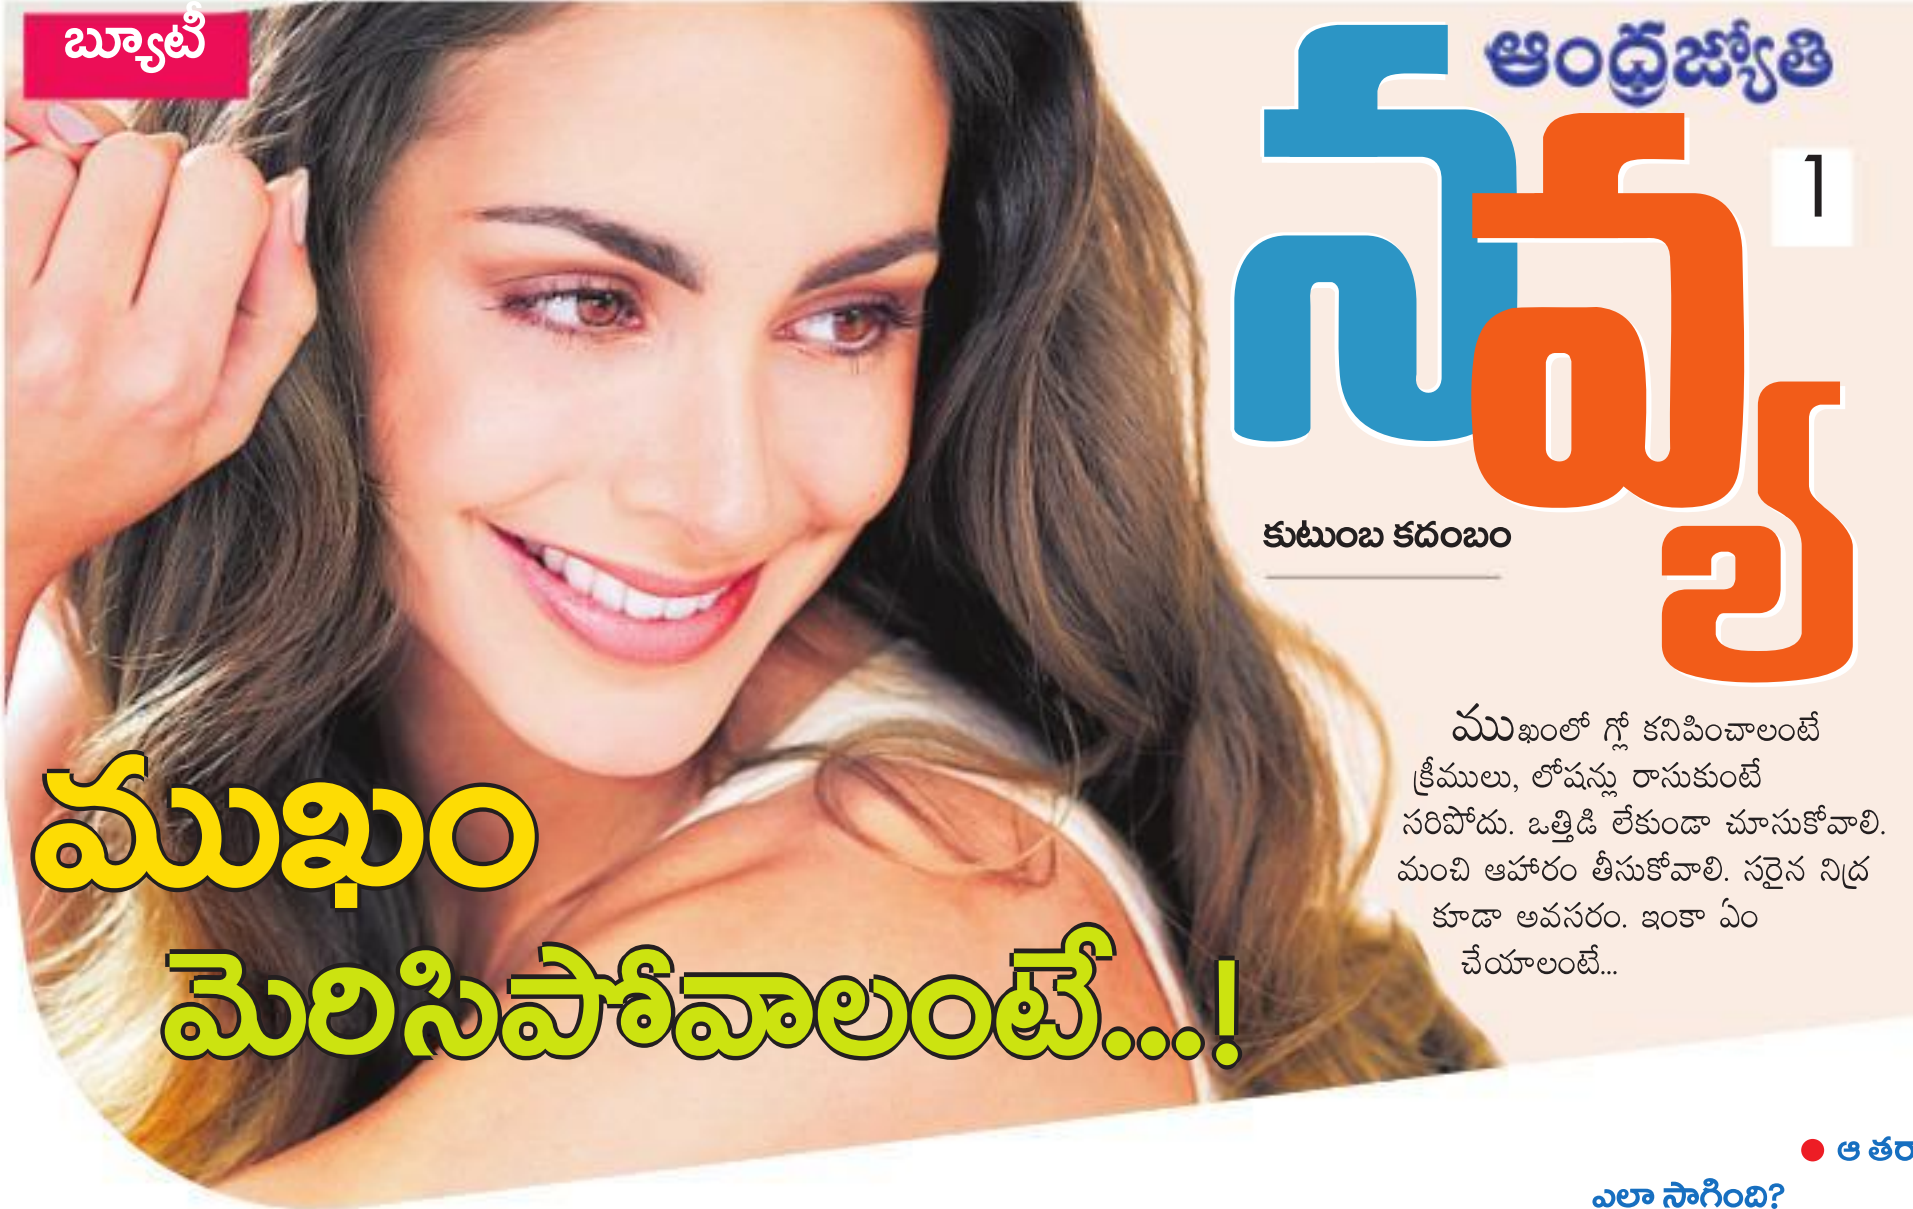 బ్యూటీ
ఆంధ్రజ్యోతి
నవ్య
1
కుటుంబ కదంబం
ముఖంలో గ్లో కనిపించాలంటే
క్రీములు, లోషన్లు రాసుకుంటే
సరిపోదు. ఒత్తిడి లేకుండా చూసుకోవాలి.
మంచి ఆహారం తీసుకోవాలి. సరైన నిద్ర
కూడా అవసరం. ఇంకా ఏం
చేయాలంటే...
ముఖం
మెరిసిపోవాలంటే...!
● ఆ
ఎలా సాగింది?